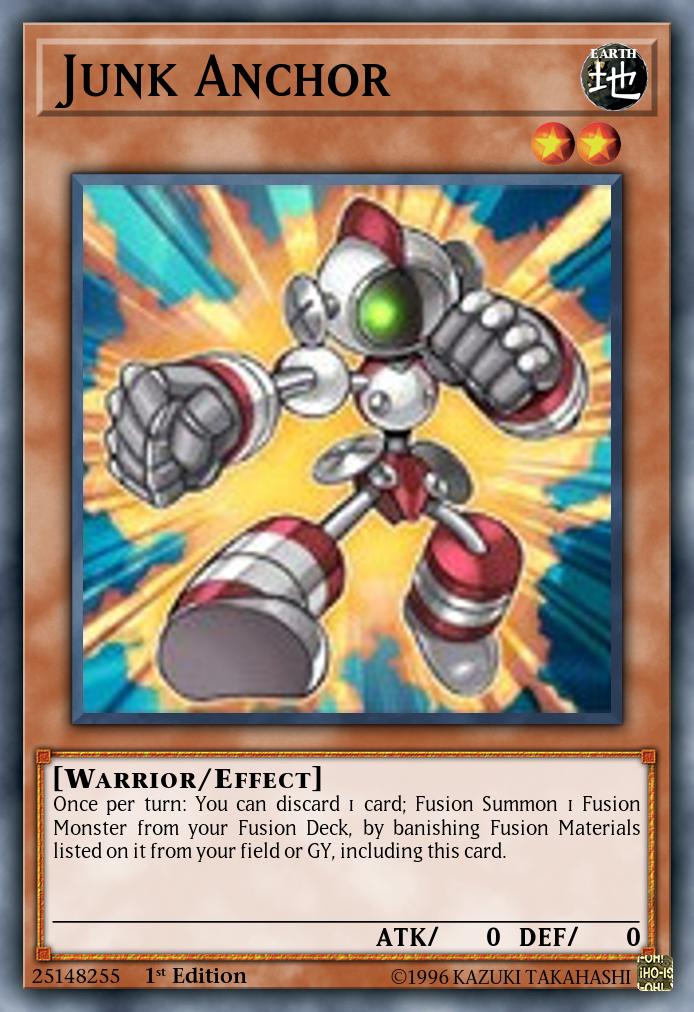 Junk Anchor
EARTH
地
[Warrior/Effect]
Once per turn: You can discard 1 card; Fusion Summon 1 Fusion
Monster from your Fusion Deck, by banishing Fusion Materials
listed on it from your field or GY, including this card.
ATK/ 0 DEF/ 0
25148255 1st Edition ©1996 KAZUKI TAKAHASHI